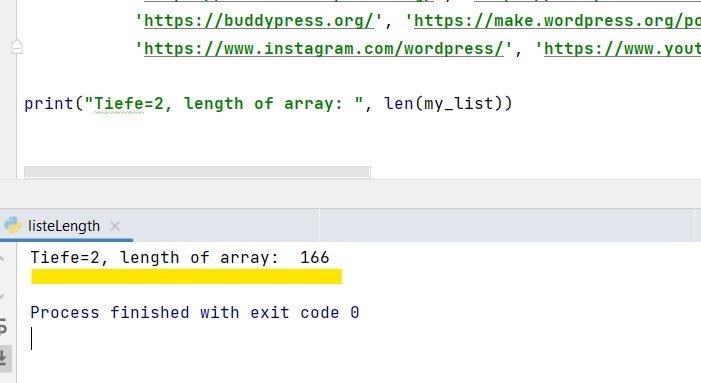 'https://buddypress.org/', 'https://make.wordpress.org/po
'https://www.instagram.com/wordpress/', 'https://www.yout
print("Tiefe=2, length of array: ", len(my_list))
listeLength
Tiefe=2, length of array:  166
Process finished with exit code 0